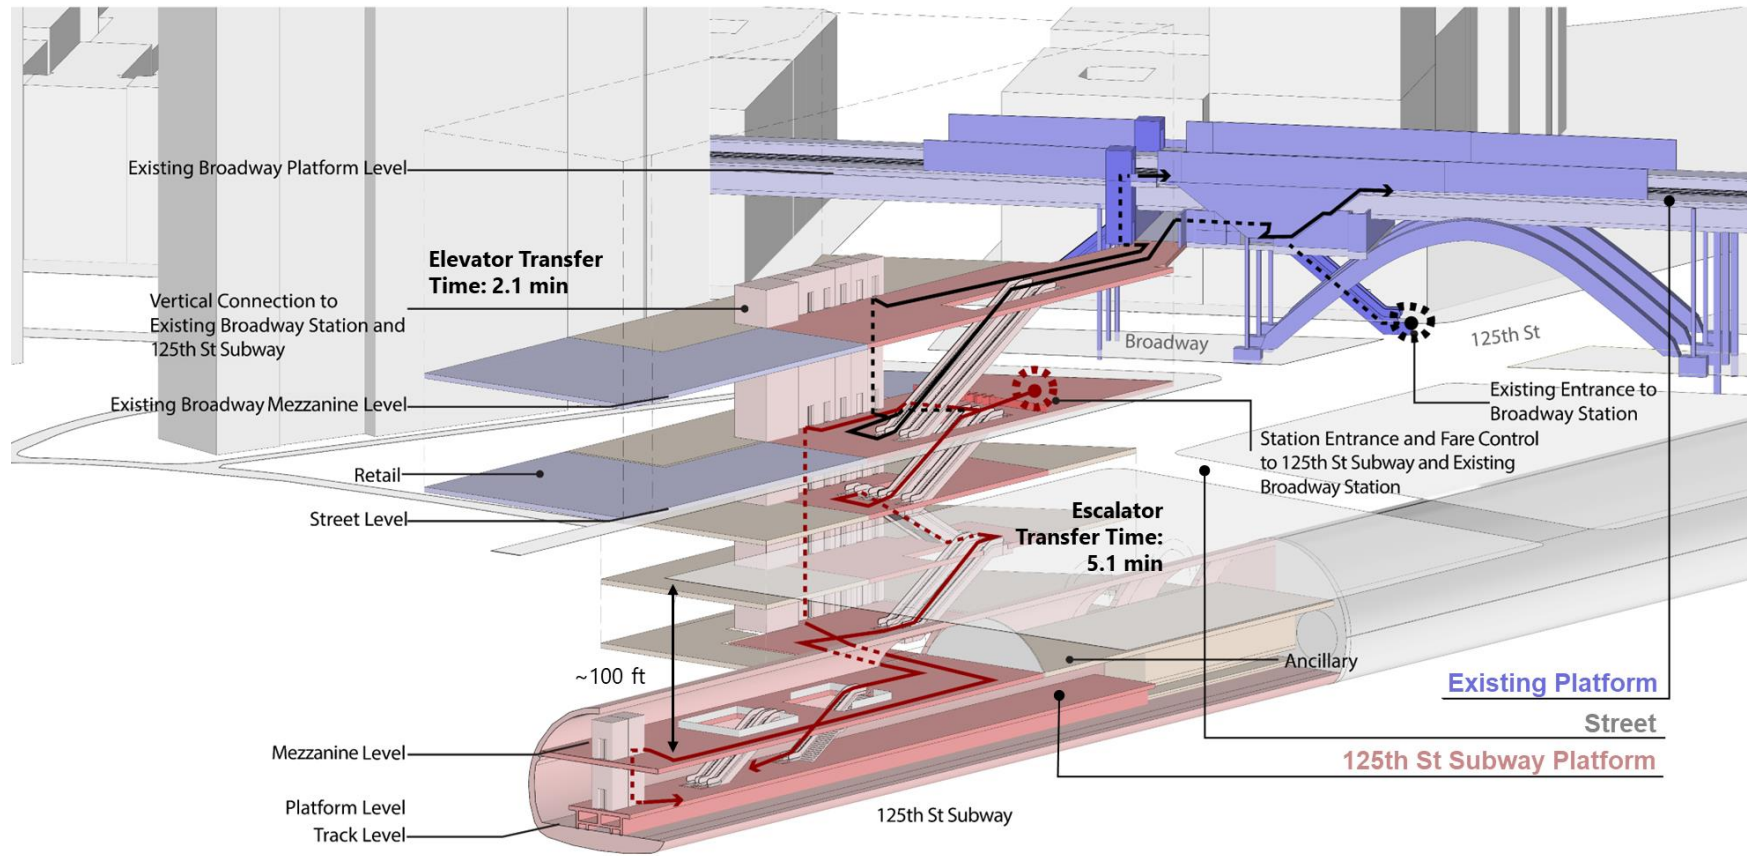 Existing Broadway Platform Level
Elevator Transfer
Time: 2.1 min
Vertical Connection to
Existing Broadway Station and
125th St Subway
Broadway
125th St
Existing Entrance to
Broadway Station
Existing Broadway Mezzanine Level
Station Entrance and Fare Control
to 125th St Subway and Existing
Broadway Station
Retail
Street Level
Escalator
Transfer Time:
5.1 min
~100 ft
Ancillary
Existing Platform
Street
125th St Subway Platform
Mezzanine Level
Platform Level
Track Level
125th St Subway